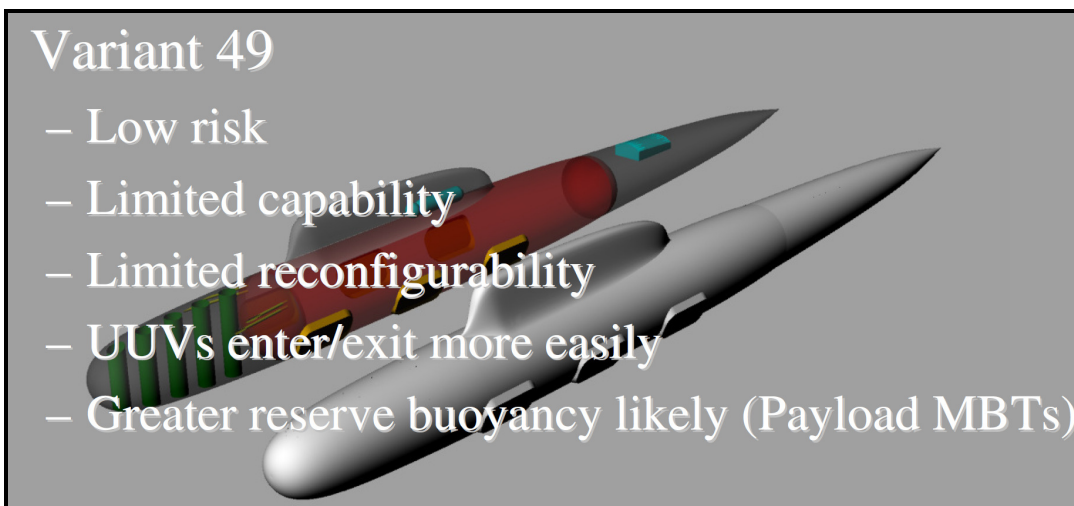 Variant 49
– Low risk
– Limited capability
– Limited reconfigurability
– UUVs enter/exit more easily
– Greater reserve buoyancy likely (Payload MBTs)